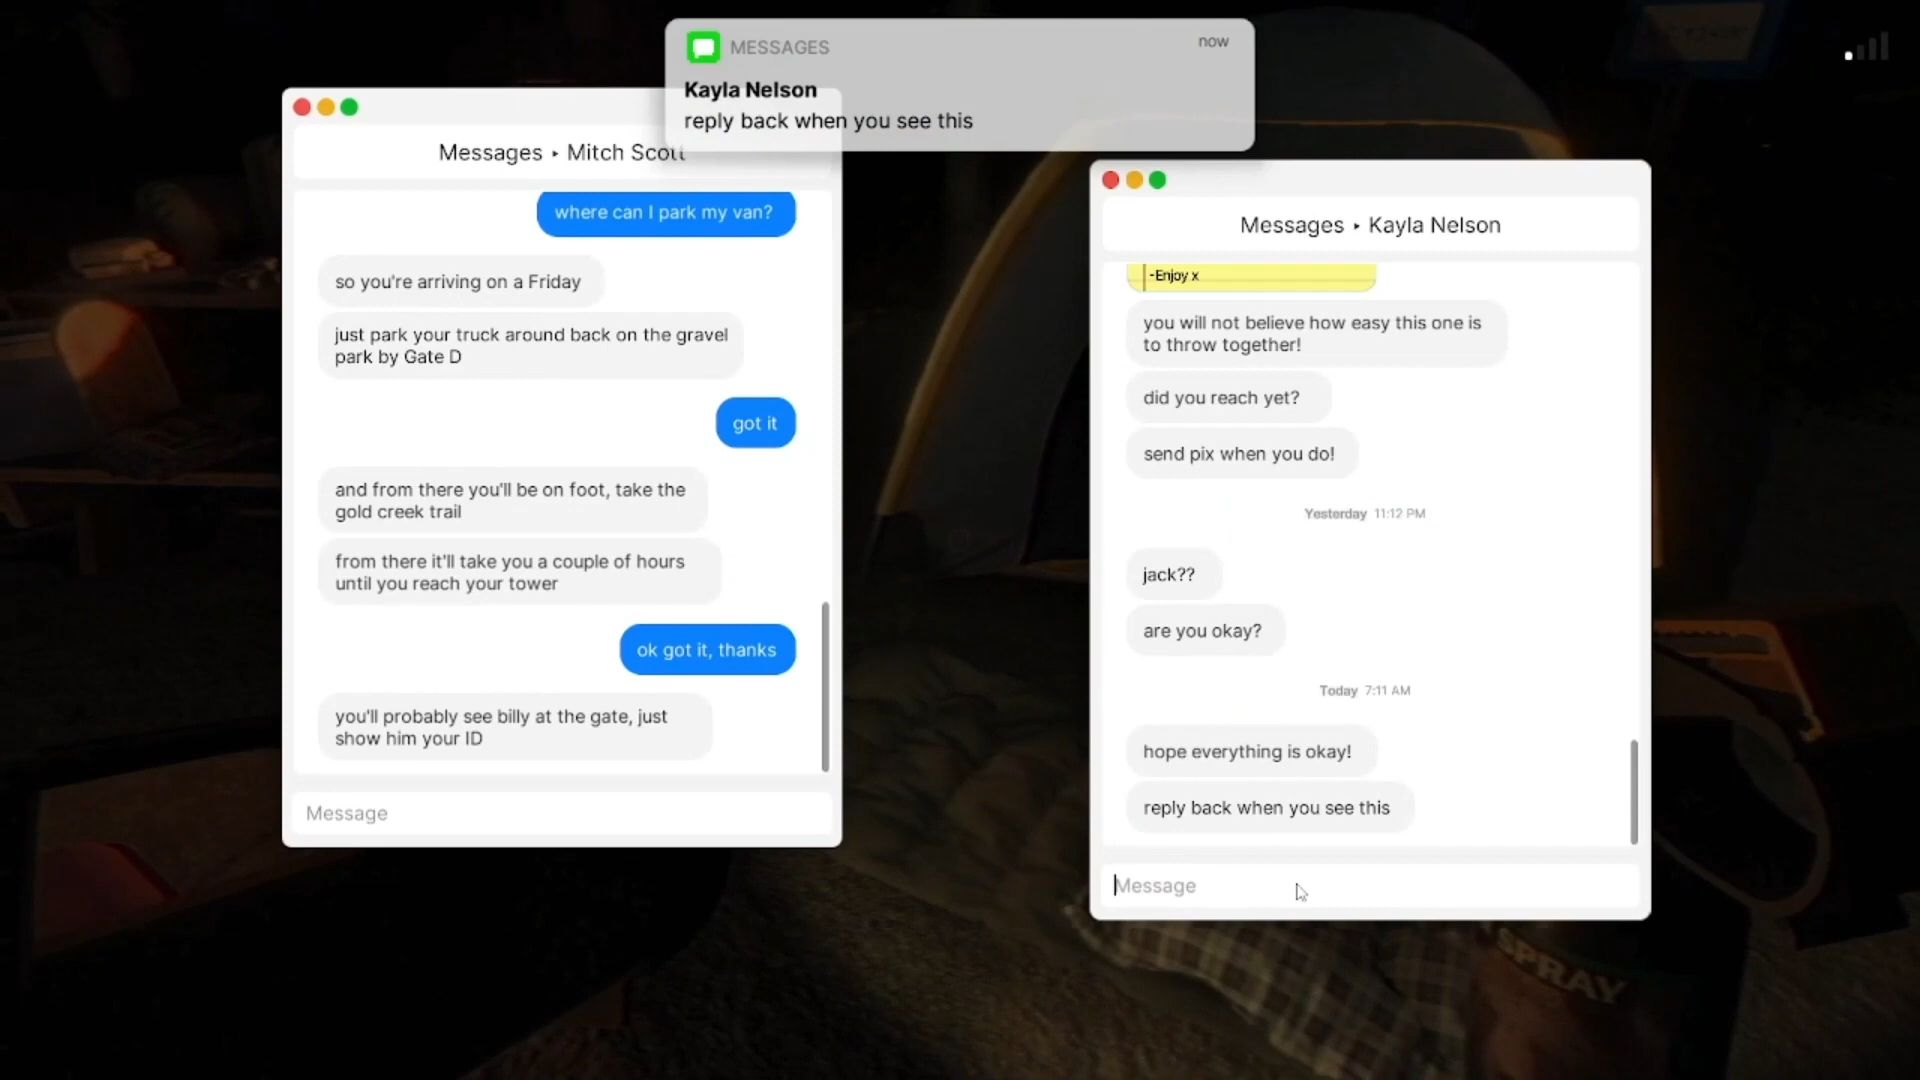 MESSAGES
now
Kayla Nelson
reply back when you see this
Messages ‣ Mitch Scott
where can I park my van?
so you're arriving on a Friday
just park your truck around back on the gravel
park by Gate D
got it
and from there you'll be on foot, take the
gold creek trail
from there it'll take you a couple of hours
until you reach your tower
ok got it, thanks
you'll probably see billy at the gate, just
show him your ID
Message
Messages ‣ Kayla Nelson
-Enjoy x
you will not believe how easy this one is
to throw together!
did you reach yet?
send pix when you do!
Yesterday 11:12 PM
jack??
are you okay?
Today 7:11 AM
hope everything is okay!
reply back when you see this
Message
SPRAY